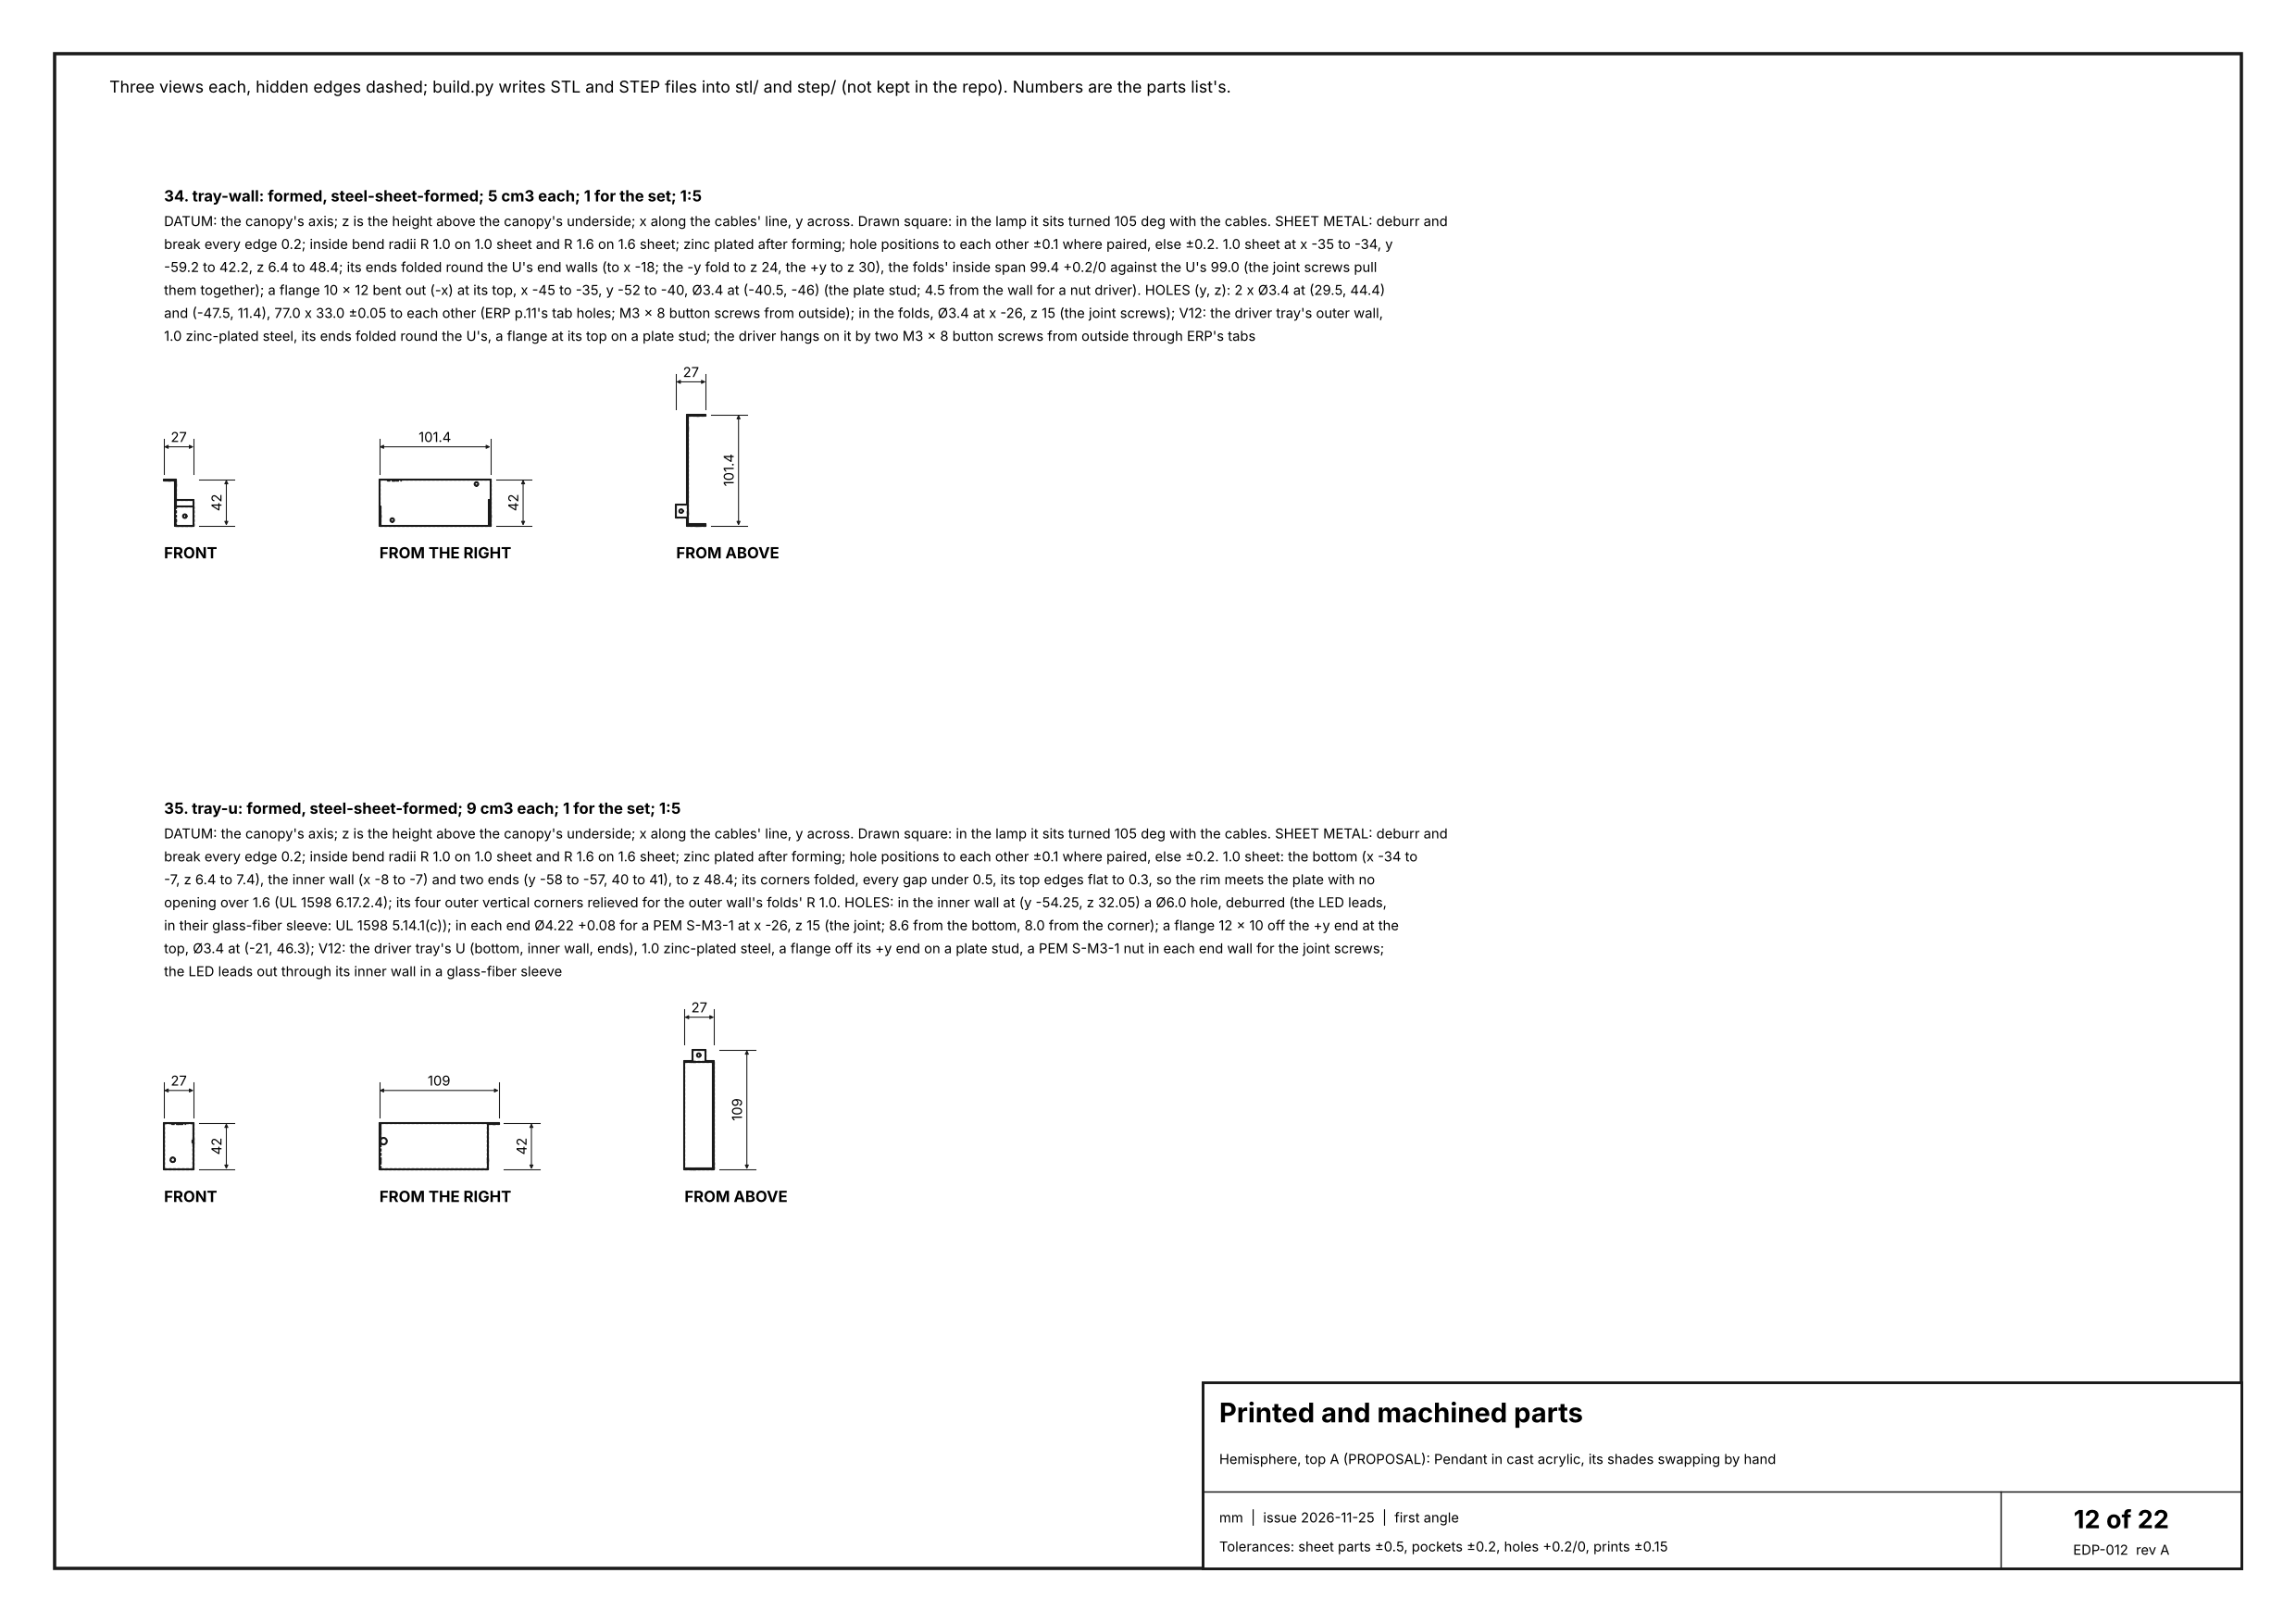 Three views each, hidden edges dashed; build.py writes STL and STEP files into stl/ and step/ (not kept in the repo). Numbers are the parts list's.
34. tray-wall: formed, steel-sheet-formed; 5 cm3 each; 1 for the set; 1:5
DATUM: the canopy's axis; z is the height above the canopy's underside; x along the cables' line, y across. Drawn square: in the lamp it sits turned 105 deg with the cables. SHEET METAL: deburr and
break every edge 0.2; inside bend radii R 1.0 on 1.0 sheet and R 1.6 on 1.6 sheet; zinc plated after forming; hole positions to each other ±0.1 where paired, else ±0.2. 1.0 sheet at x -35 to -34, y
-59.2 to 42.2, z 6.4 to 48.4; its ends folded round the U's end walls (to x -18; the -y fold to z 24, the +y to z 30), the folds' inside span 99.4 +0.2/0 against the U's 99.0 (the joint screws pull
them together); a flange 10 × 12 bent out (-x) at its top, x -45 to -35, y -52 to -40, Ø3.4 at (-40.5, -46) (the plate stud; 4.5 from the wall for a nut driver). HOLES (y, z): 2 x Ø3.4 at (29.5, 44.4)
and (-47.5, 11.4), 77.0 x 33.0 ±0.05 to each other (ERP p.11's tab holes; M3 × 8 button screws from outside); in the folds, Ø3.4 at x -26, z 15 (the joint screws); V12: the driver tray's outer wall,
1.0 zinc-plated steel, its ends folded round the U's, a flange at its top on a plate stud; the driver hangs on it by two M3 × 8 button screws from outside through ERP's tabs
27
27
101.4
101.4
42
42
FRONT
FROM THE RIGHT
FROM ABOVE
35. tray-u: formed, steel-sheet-formed; 9 cm3 each; 1 for the set; 1:5
DATUM: the canopy's axis; z is the height above the canopy's underside; x along the cables' line, y across. Drawn square: in the lamp it sits turned 105 deg with the cables. SHEET METAL: deburr and
break every edge 0.2; inside bend radii R 1.0 on 1.0 sheet and R 1.6 on 1.6 sheet; zinc plated after forming; hole positions to each other ±0.1 where paired, else ±0.2. 1.0 sheet: the bottom (x -34 to
-7, z 6.4 to 7.4), the inner wall (x -8 to -7) and two ends (y -58 to -57, 40 to 41), to z 48.4; its corners folded, every gap under 0.5, its top edges flat to 0.3, so the rim meets the plate with no
opening over 1.6 (UL 1598 6.17.2.4); its four outer vertical corners relieved for the outer wall's folds' R 1.0. HOLES: in the inner wall at (y -54.25, z 32.05) a Ø6.0 hole, deburred (the LED leads,
in their glass-fiber sleeve: UL 1598 5.14.1(c)); in each end Ø4.22 +0.08 for a PEM S-M3-1 at x -26, z 15 (the joint; 8.6 from the bottom, 8.0 from the corner); a flange 12 × 10 off the +y end at the
top, Ø3.4 at (-21, 46.3); V12: the driver tray's U (bottom, inner wall, ends), 1.0 zinc-plated steel, a flange off its +y end on a plate stud, a PEM S-M3-1 nut in each end wall for the joint screws;
the LED leads out through its inner wall in a glass-fiber sleeve
27
27
109
109
42
42
FRONT
FROM THE RIGHT
FROM ABOVE
Printed and machined parts
Hemisphere, top A (PROPOSAL): Pendant in cast acrylic, its shades swapping by hand
mm | issue 2026-11-25 | first angle
Tolerances: sheet parts ±0.5, pockets ±0.2, holes +0.2/0, prints ±0.15
12 of 22
EDP-012 rev A